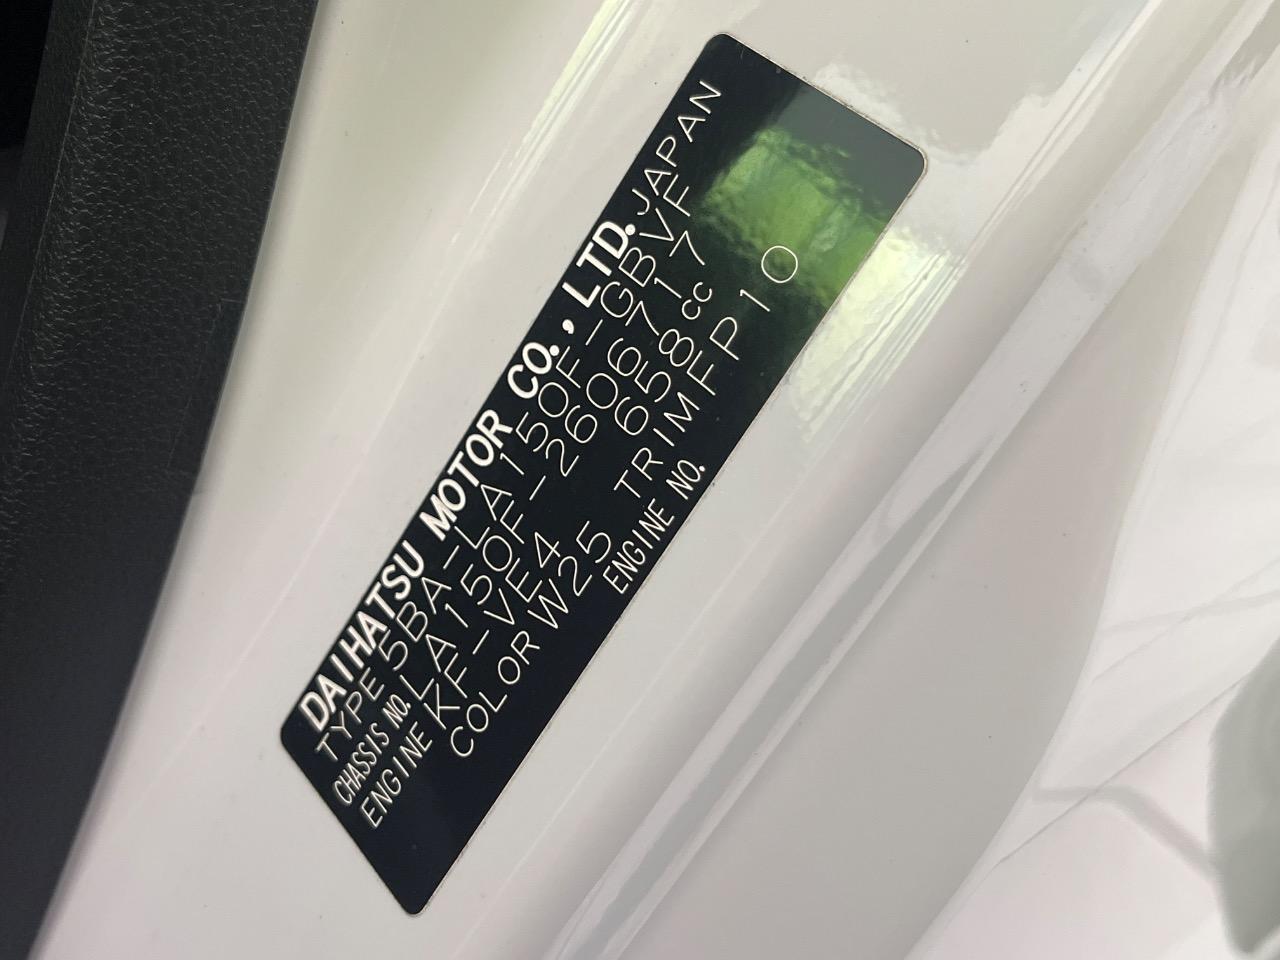 DAIHATSU MOTOR CO., LTD. JAPAN
TYPE 5BA-LA150F-GBVF
CHASSIS NO. LA150F-2606717
ENGINE KF-VE4 658cc
COLOR W25 TRIM FP10
ENGINE NO.